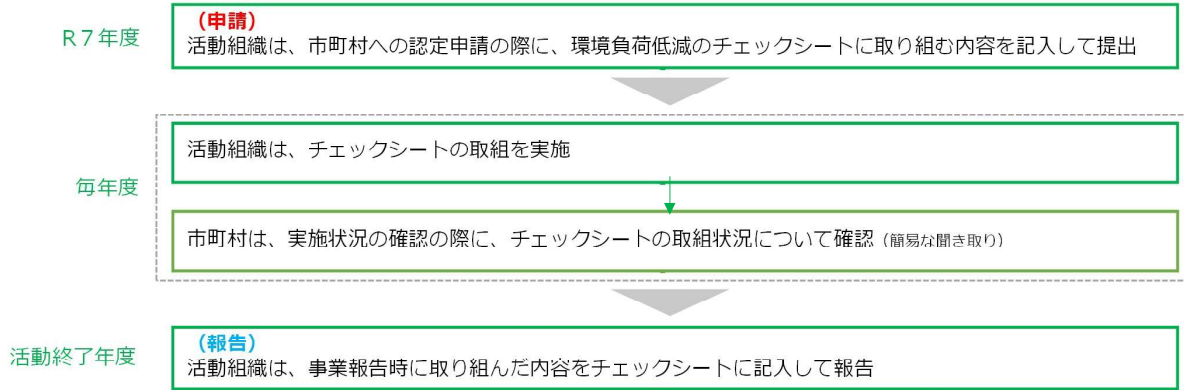 R7年度
（申請）
活動組織は、市町村への認定申請の際に、環境負荷低減のチェックシートに取り組む内容を記入して提出
毎年度
活動組織は、チェックシートの取組を実施
市町村は、実施状況の確認の際に、チェックシートの取組状況について確認（簡易な聞き取り）
活動終了年度
（報告）
活動組織は、事業報告時に取り組んだ内容をチェックシートに記入して報告